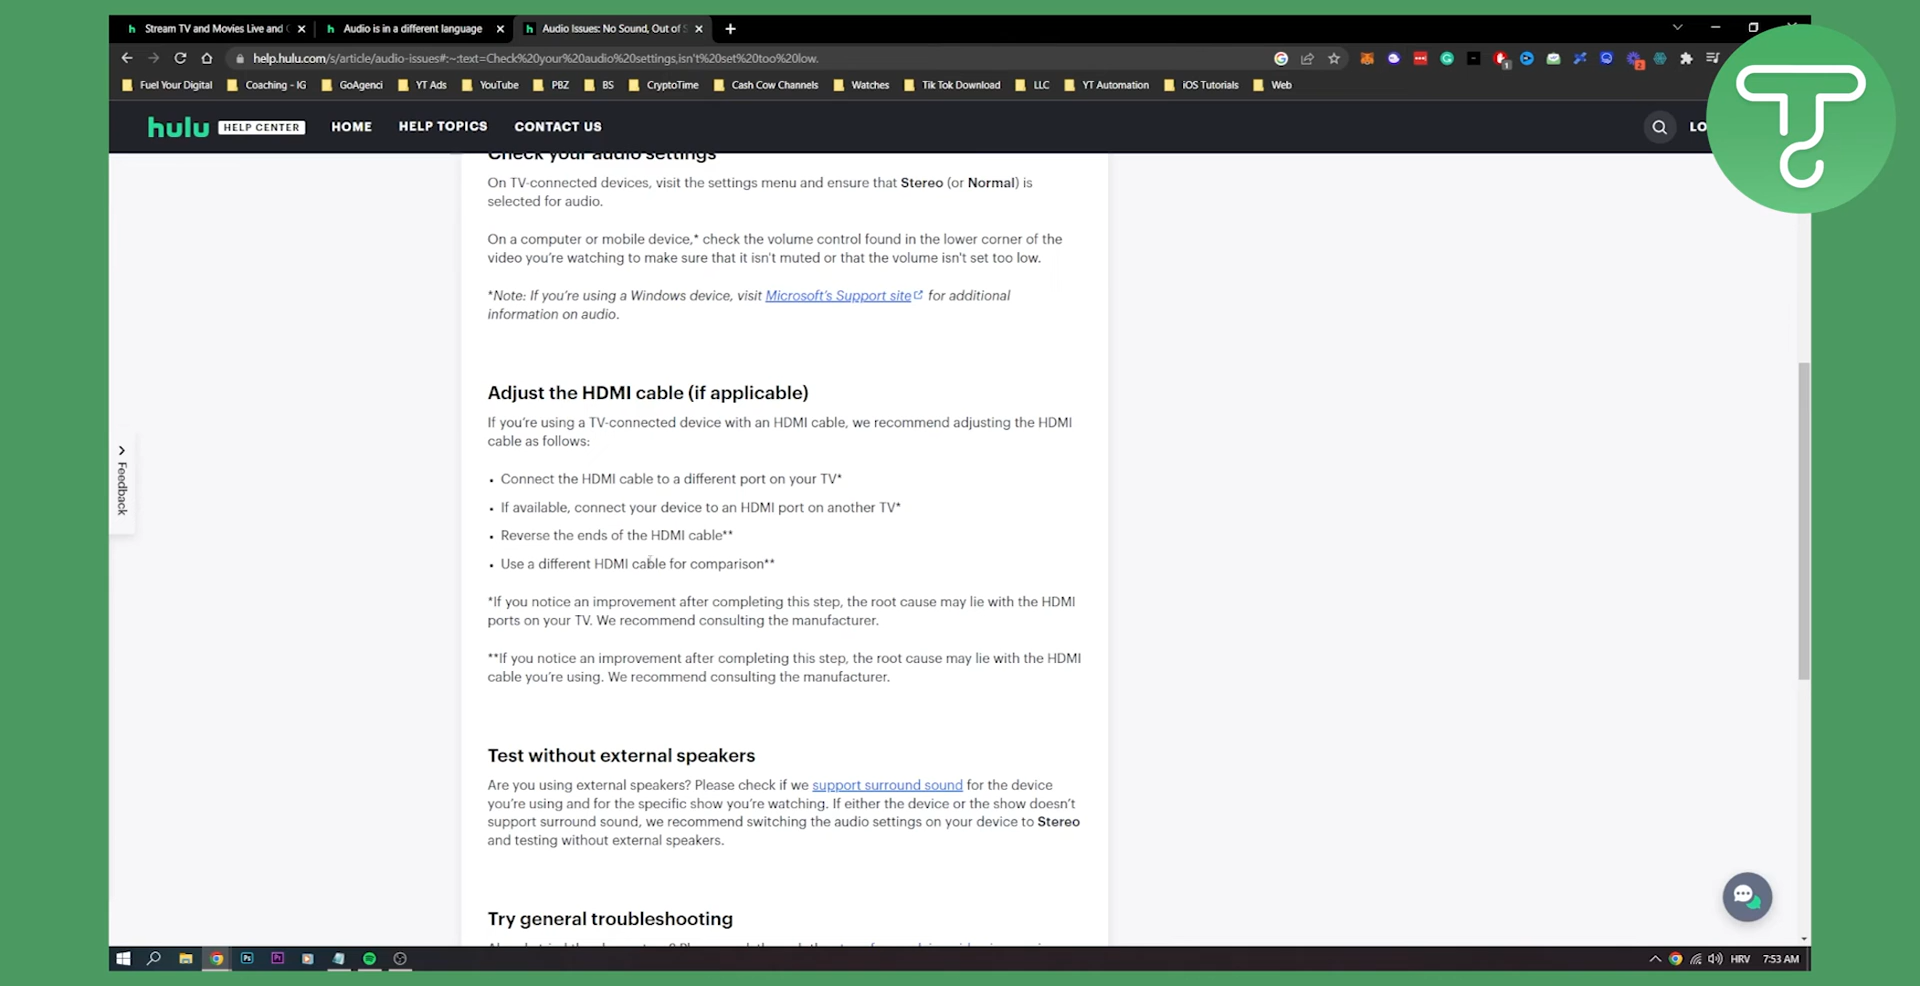 Stream TV and Movies Live and
Audio is in a different language
Audio Issues: No Sound, Out of S
help.hulu.com/s/article/audio-issues#:~:text=Check%20your%20audio%20settings,isn't%20set%20too%20low.
Fuel Your Digital
Coaching - IG
GoAgenci
YT Ads
YouTube
PBZ
BS
CryptoTime
Cash Cow Channels
Watches
Tik Tok Download
LLC
YT Automation
iOS Tutorials
Web
hulu HELP CENTER HOME HELP TOPICS CONTACT US LO
Check your audio settings
On TV-connected devices, visit the settings menu and ensure that Stereo (or Normal) is
selected for audio.
On a computer or mobile device,* check the volume control found in the lower corner of the
video you're watching to make sure that it isn't muted or that the volume isn't set too low.
*Note: If you're using a Windows device, visit Microsoft's Support site for additional
information on audio.
Adjust the HDMI cable (if applicable)
If you're using a TV-connected device with an HDMI cable, we recommend adjusting the HDMI
cable as follows:
• Connect the HDMI cable to a different port on your TV*
• If available, connect your device to an HDMI port on another TV*
• Reverse the ends of the HDMI cable**
• Use a different HDMI cable for comparison**
*If you notice an improvement after completing this step, the root cause may lie with the HDMI
ports on your TV. We recommend consulting the manufacturer.
**If you notice an improvement after completing this step, the root cause may lie with the HDMI
cable you're using. We recommend consulting the manufacturer.
Test without external speakers
Are you using external speakers? Please check if we support surround sound for the device
you're using and for the specific show you're watching. If either the device or the show doesn't
support surround sound, we recommend switching the audio settings on your device to Stereo
and testing without external speakers.
Try general troubleshooting
Feedback
HRV
7:53 AM